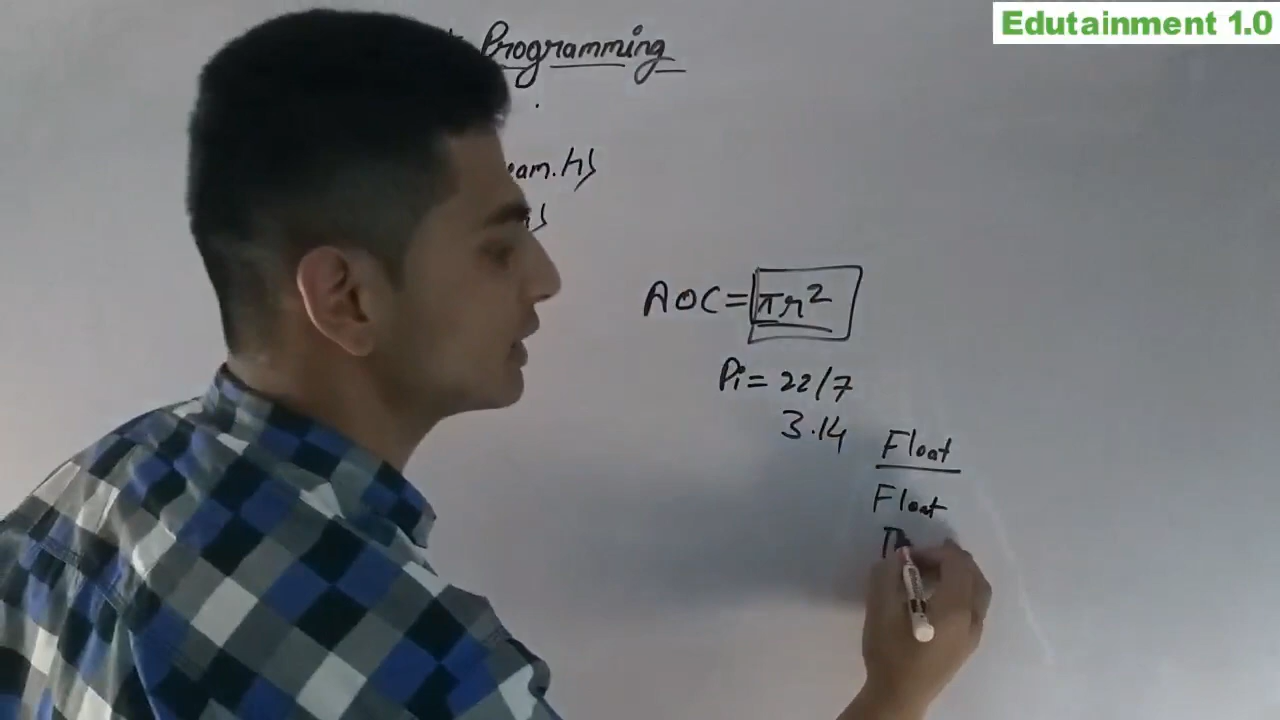 Edutainment 1.0
Programming
eam.h>
AOC = πr²
Pi = 22/7
3.14
Float
Float